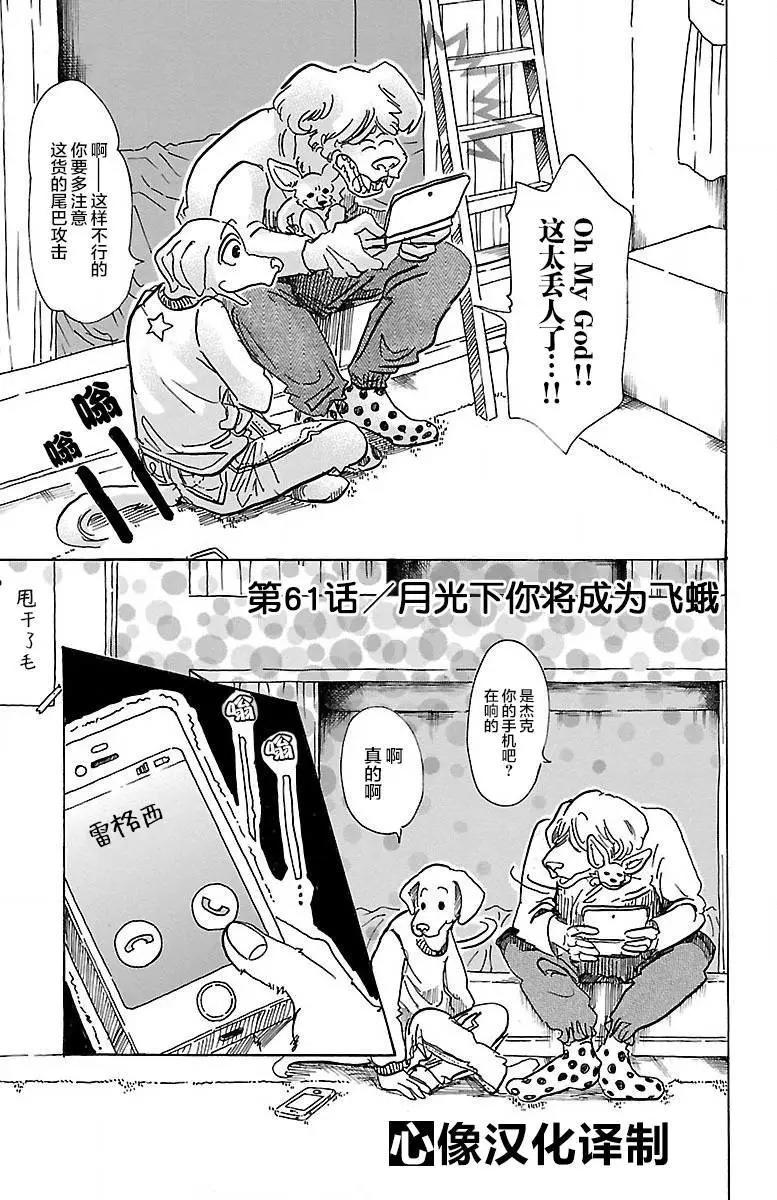 Oh My God!!
这太丢人了…!!
啊——这样不行的
你要多注意
这货的尾巴攻击
嗡
嗡
第61话／月光下你将成为飞蛾
甩干了毛
是杰克
你的手机吧?
在响的
啊
真的啊
嗡
嗡
雷格西
心像汉化译制